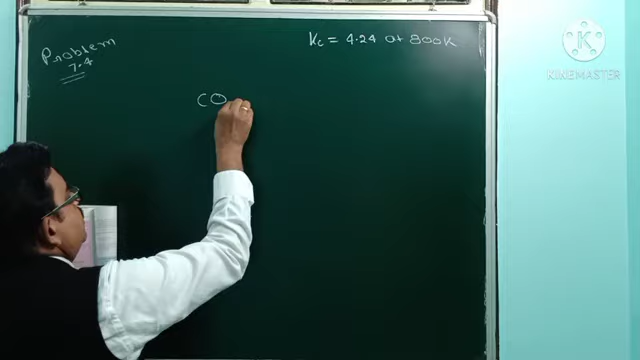 Problem
7.4
Kc = 4.24 at 800K
CO
KINEMASTER